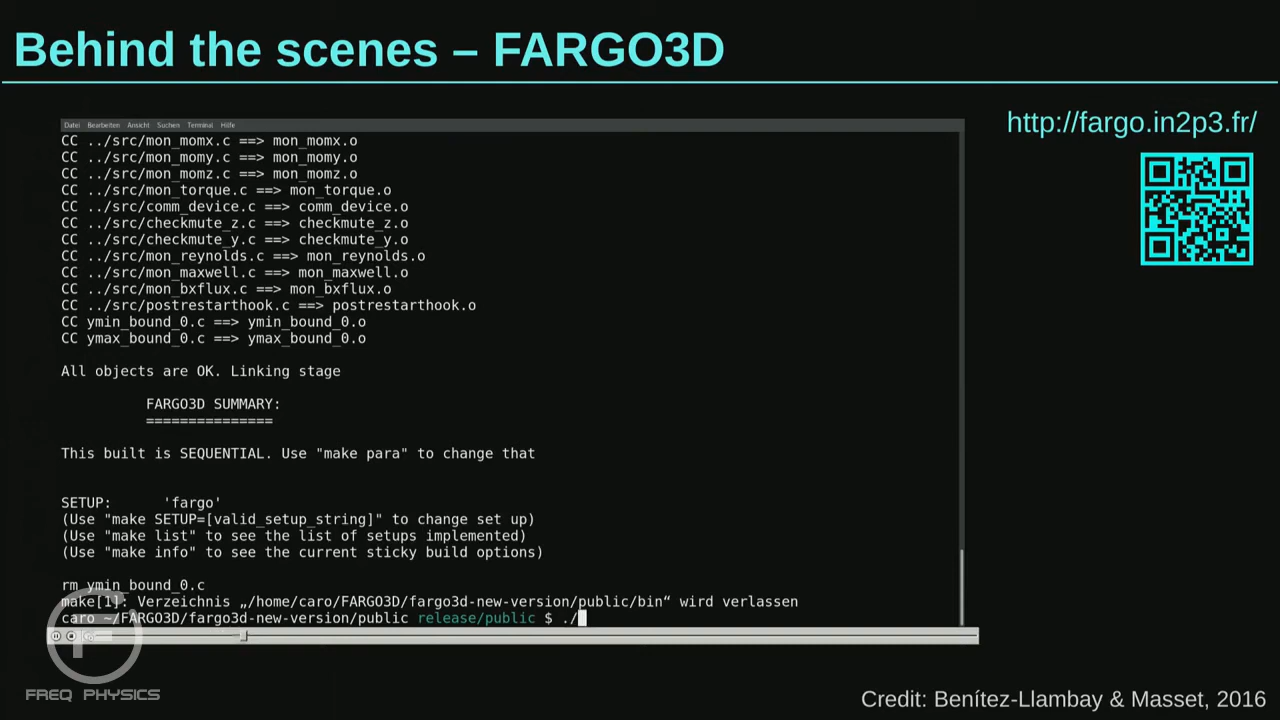 Behind the scenes – FARGO3D
http://fargo.in2p3.fr/
Datei Bearbeiten Ansicht Suchen Terminal Hilfe
CC ../src/mon_momx.c ==> mon_momx.o
CC ../src/mon_momy.c ==> mon_momy.o
CC ../src/mon_momz.c ==> mon_momz.o
CC ../src/mon_torque.c ==> mon_torque.o
CC ../src/comm_device.c ==> comm_device.o
CC ../src/checkmute_z.c ==> checkmute_z.o
CC ../src/checkmute_y.c ==> checkmute_y.o
CC ../src/mon_reynolds.c ==> mon_reynolds.o
CC ../src/mon_maxwell.c ==> mon_maxwell.o
CC ../src/mon_bxflux.c ==> mon_bxflux.o
CC ../src/postrestarthook.c ==> postrestarthook.o
CC ymin_bound_0.c ==> ymin_bound_0.o
CC ymax_bound_0.c ==> ymax_bound_0.o
All objects are OK. Linking stage
FARGO3D SUMMARY:
===============
This built is SEQUENTIAL. Use "make para" to change that
SETUP: 'fargo'
(Use "make SETUP=[valid_setup_string]" to change set up)
(Use "make list" to see the list of setups implemented)
(Use "make info" to see the current sticky build options)
rm ymin_bound_0.c
make[1]: Verzeichnis „/home/caro/FARGO3D/fargo3d-new-version/public/bin“ wird verlassen
caro ~/FARGO3D/fargo3d-new-version/public release/public $ ./
FREQ PHYSICS
Credit: Benítez-Llambay & Masset, 2016